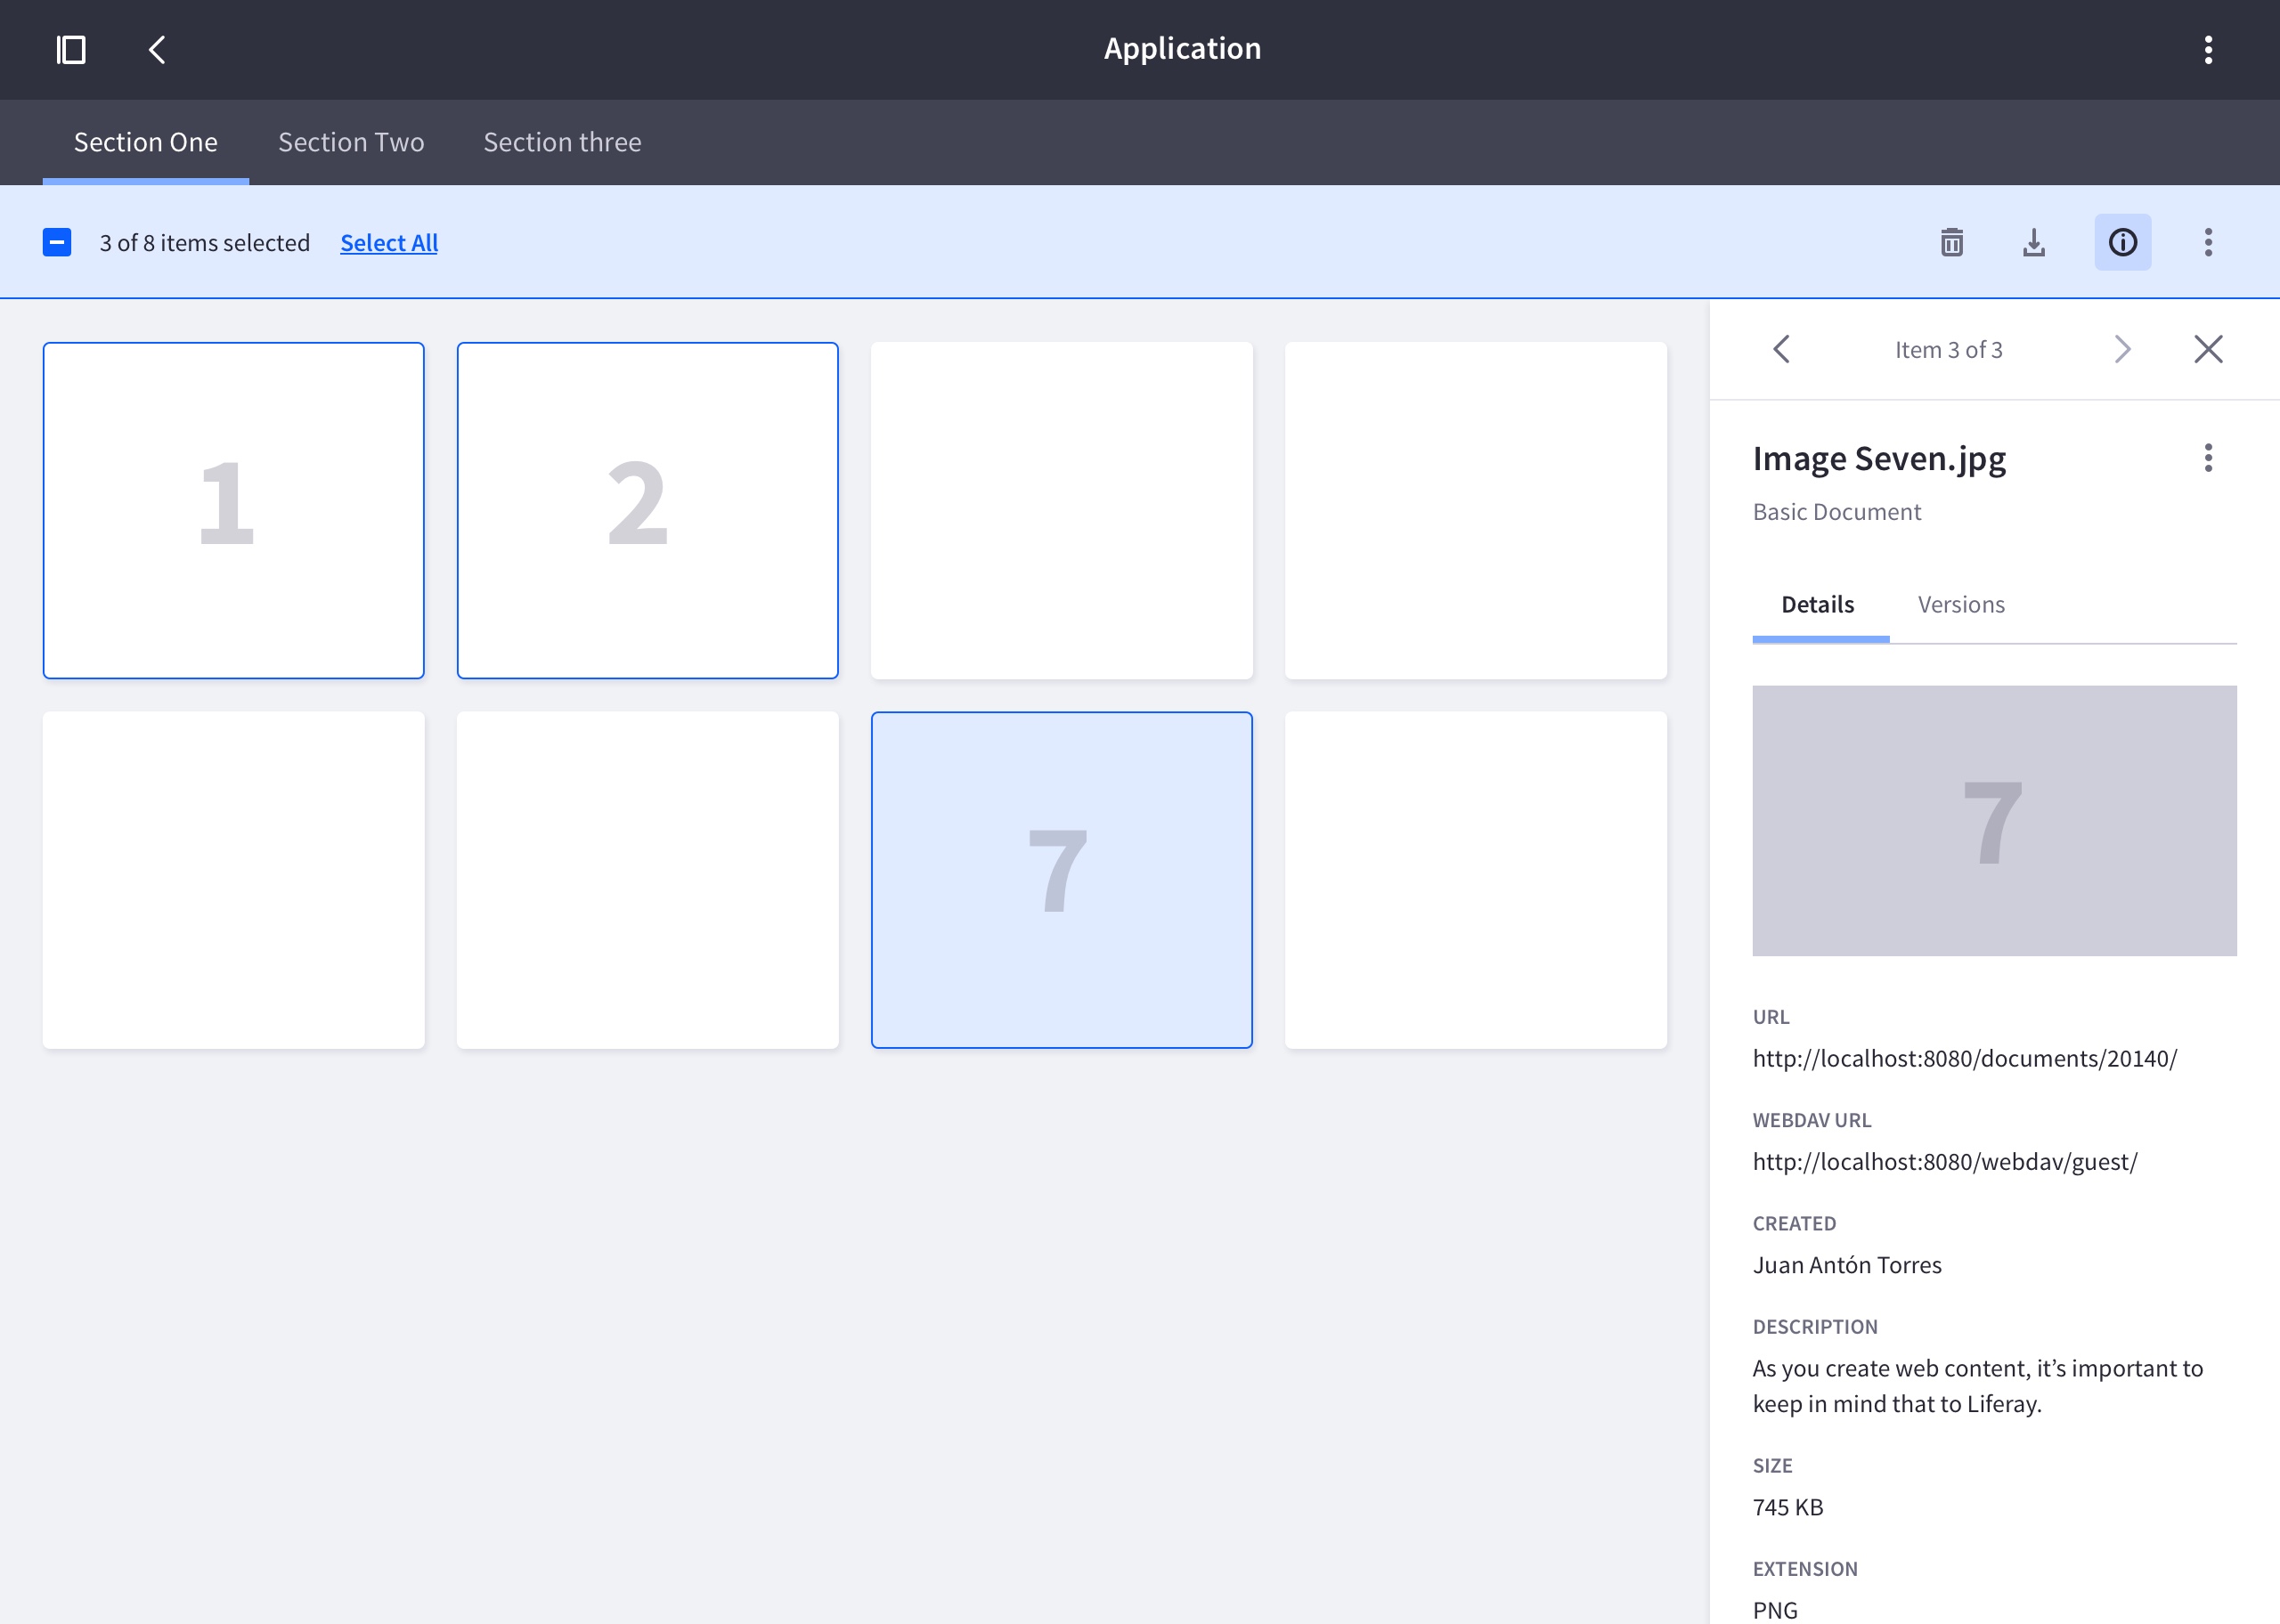 Application
Section One
Section Two
Section three
3 of 8 items selected
Select All
1
2
7
Item 3 of 3
Image Seven.jpg
Basic Document
Details
Versions
7
URL
http://localhost:8080/documents/20140/
WEBDAV URL
http://localhost:8080/webdav/guest/
CREATED
Juan Antón Torres
DESCRIPTION
As you create web content, it’s important to
keep in mind that to Liferay.
SIZE
745 KB
EXTENSION
PNG